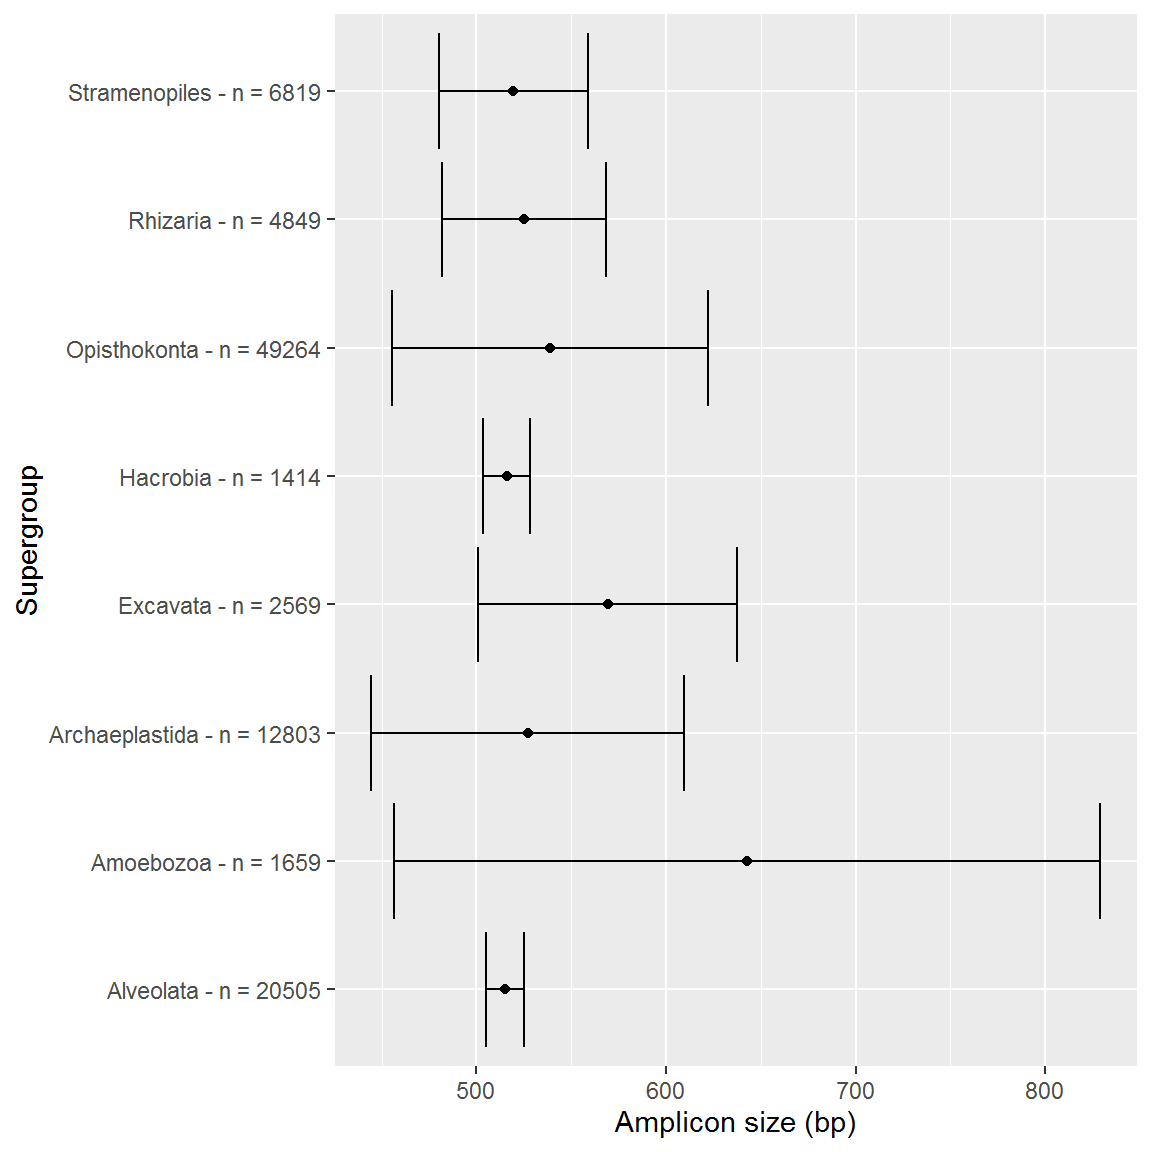 Supergroup
Stramenopiles - n = 6819
Rhizaria - n = 4849
Opisthokonta - n = 49264
Hacrobia - n = 1414
Excavata - n = 2569
Archaeplastida - n = 12803
Amoebozoa - n = 1659
Alveolata - n = 20505
500 600 700 800
Amplicon size (bp)